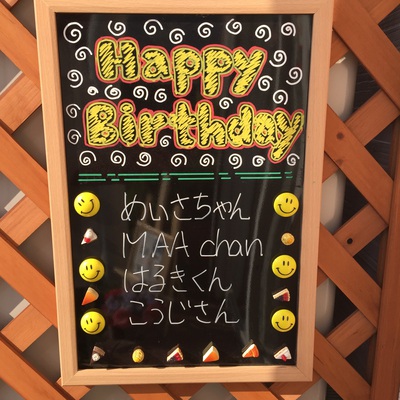 Happy
Birthday
めいさちゃん
MAA chan
はるきくん
こうじさん